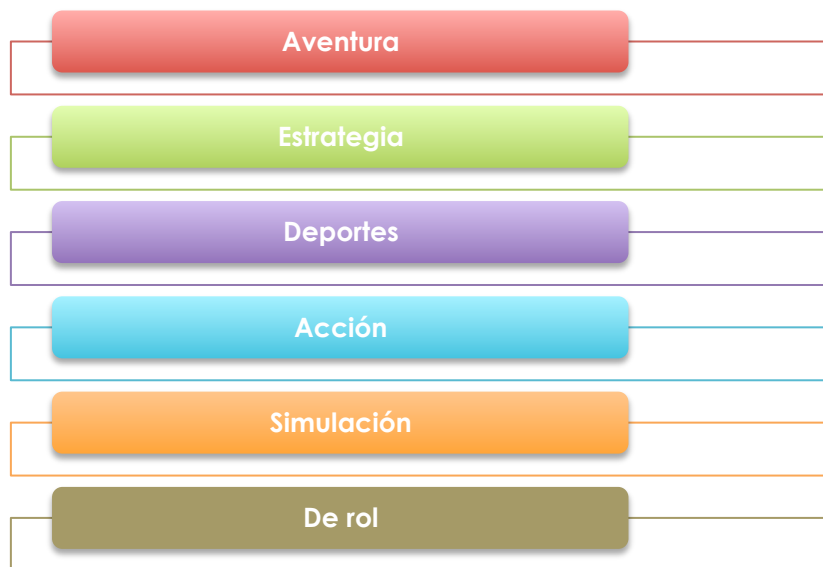 Aventura
Estrategia
Deportes
Acción
Simulación
De rol